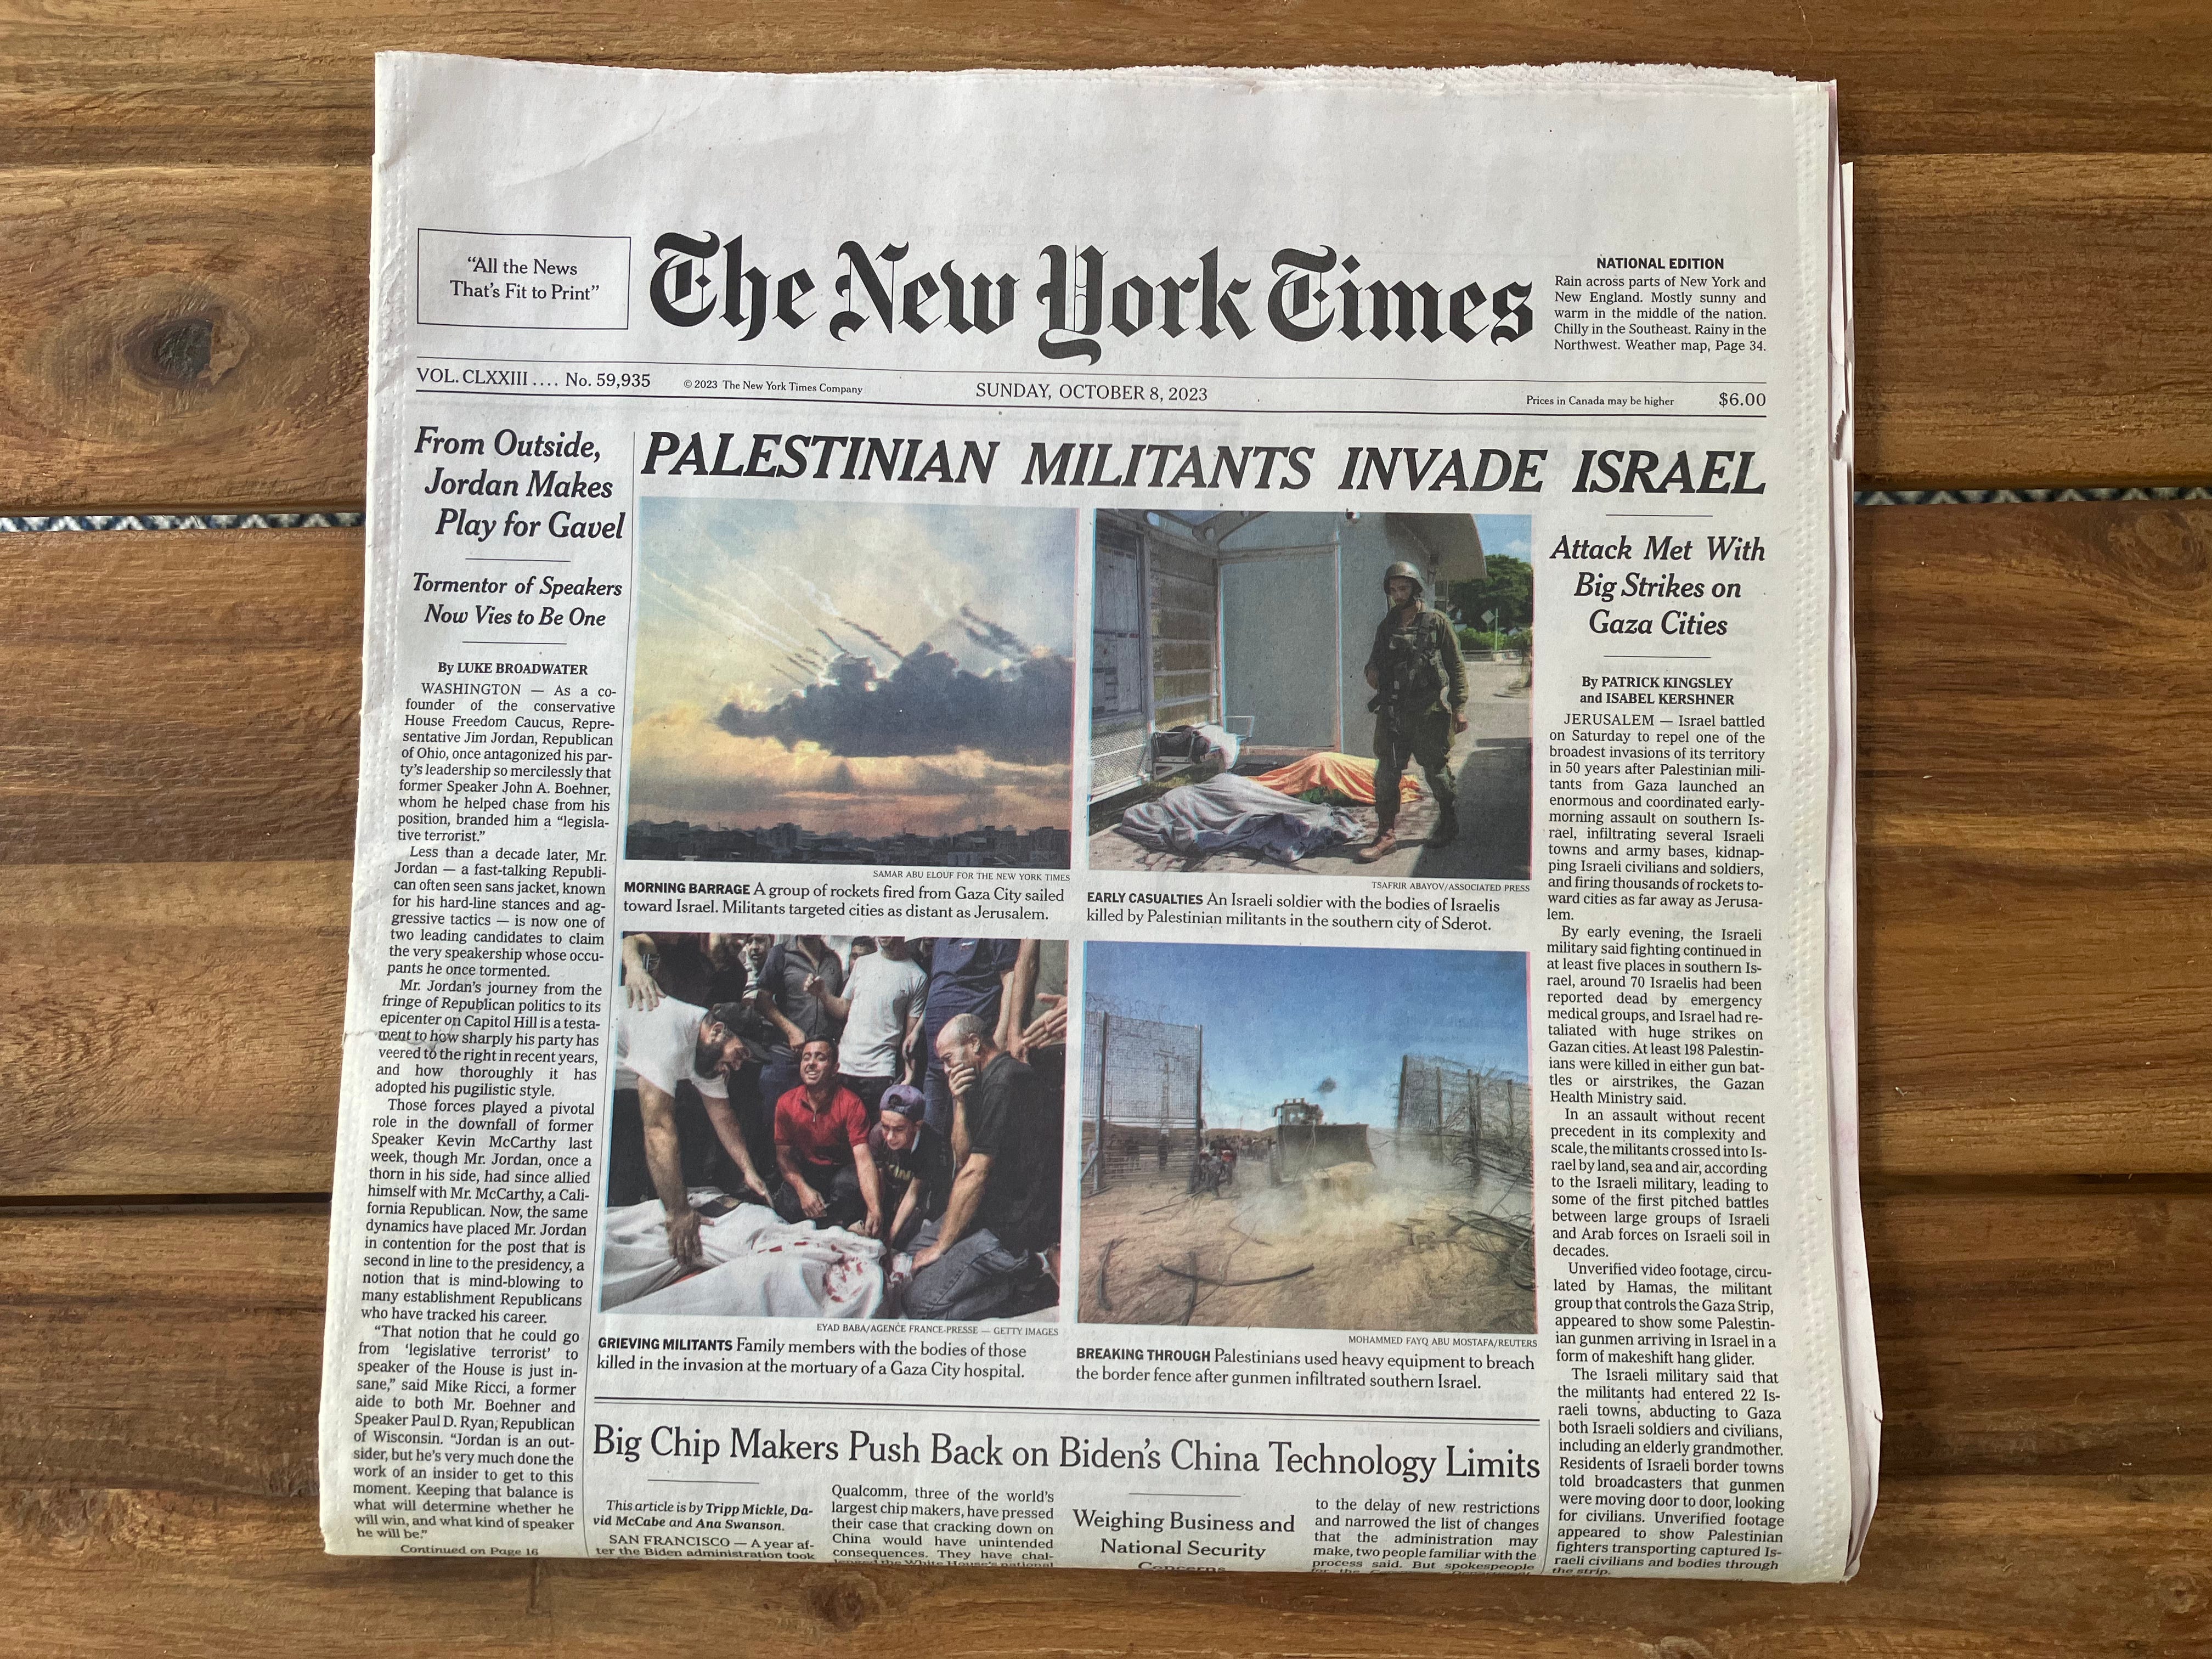 “All the News
That’s Fit to Print”
The New York Times
NATIONAL EDITION
Rain across parts of New York and
New England. Mostly sunny and
warm in the middle of the nation.
Chilly in the Southeast. Rainy in the
Northwest. Weather map, Page 34.
VOL. CLXXIII .... No. 59,935
© 2023 The New York Times Company
SUNDAY, OCTOBER 8, 2023
Prices in Canada may be higher
$6.00
From Outside,
Jordan Makes
Play for Gavel
Tormentor of Speakers
Now Vies to Be One
By LUKE BROADWATER
WASHINGTON — As a co-
founder of the conservative
House Freedom Caucus, Repre-
sentative Jim Jordan, Republican
of Ohio, once antagonized his par-
ty’s leadership so mercilessly that
former Speaker John A. Boehner,
whom he helped chase from his
position, branded him a “legisla-
tive terrorist.”
Less than a decade later, Mr.
Jordan — a fast-talking Republi-
can often seen sans jacket, known
for his hard-line stances and ag-
gressive tactics — is now one of
two leading candidates to claim
the very speakership whose occu-
pants he once tormented.
Mr. Jordan’s journey from the
fringe of Republican politics to its
epicenter on Capitol Hill is a testa-
ment to how sharply his party has
veered to the right in recent years,
and how thoroughly it has
adopted his pugilistic style.
Those forces played a pivotal
role in the downfall of former
Speaker Kevin McCarthy last
week, though Mr. Jordan, once a
thorn in his side, had since allied
himself with Mr. McCarthy, a Cali-
fornia Republican. Now, the same
dynamics have placed Mr. Jordan
in contention for the post that is
second in line to the presidency, a
notion that is mind-blowing to
many establishment Republicans
who have tracked his career.
“That notion that he could go
from ‘legislative terrorist’ to
speaker of the House is just in-
sane,” said Mike Ricci, a former
aide to both Mr. Boehner and
Speaker Paul D. Ryan, Republican
of Wisconsin. “Jordan is an out-
sider, but he’s very much done the
work of an insider to get to this
moment. Keeping that balance is
what will determine whether he
will win, and what kind of speaker
he will be.”
Continued on Page 16
PALESTINIAN MILITANTS INVADE ISRAEL
SAMAR ABU ELOUF FOR THE NEW YORK TIMES
MORNING BARRAGE A group of rockets fired from Gaza City sailed
toward Israel. Militants targeted cities as distant as Jerusalem.
TSAFRIR ABAYOV/ASSOCIATED PRESS
EARLY CASUALTIES An Israeli soldier with the bodies of Israelis
killed by Palestinian militants in the southern city of Sderot.
EYAD BABA/AGENCE FRANCE-PRESSE — GETTY IMAGES
GRIEVING MILITANTS Family members with the bodies of those
killed in the invasion at the mortuary of a Gaza City hospital.
MOHAMMED FAYQ ABU MOSTAFA/REUTERS
BREAKING THROUGH Palestinians used heavy equipment to breach
the border fence after gunmen infiltrated southern Israel.
Attack Met With
Big Strikes on
Gaza Cities
By PATRICK KINGSLEY
and ISABEL KERSHNER
JERUSALEM — Israel battled
on Saturday to repel one of the
broadest invasions of its territory
in 50 years after Palestinian mili-
tants from Gaza launched an
enormous and coordinated early-
morning assault on southern Is-
rael, infiltrating several Israeli
towns and army bases, kidnap-
ping Israeli civilians and soldiers,
and firing thousands of rockets to-
ward cities as far away as Jerusa-
lem.
By early evening, the Israeli
military said fighting continued in
at least five places in southern Is-
rael, around 70 Israelis had been
reported dead by emergency
medical groups, and Israel had re-
taliated with huge strikes on
Gazan cities. At least 198 Palestin-
ians were killed in either gun bat-
tles or airstrikes, the Gazan
Health Ministry said.
In an assault without recent
precedent in its complexity and
scale, the militants crossed into Is-
rael by land, sea and air, according
to the Israeli military, leading to
some of the first pitched battles
between large groups of Israeli
and Arab forces on Israeli soil in
decades.
Unverified video footage, circu-
lated by Hamas, the militant
group that controls the Gaza Strip,
appeared to show some Palestin-
ian gunmen arriving in Israel in a
form of makeshift hang glider.
The Israeli military said that
the militants had entered 22 Is-
raeli towns, abducting to Gaza
both Israeli soldiers and civilians,
including an elderly grandmother.
Residents of Israeli border towns
told broadcasters that gunmen
were moving door to door, looking
for civilians. Unverified footage
appeared to show Palestinian
fighters transporting captured Is-
raeli civilians and bodies through
the strip.
Big Chip Makers Push Back on Biden’s China Technology Limits
This article is by Tripp Mickle, Da-
vid McCabe and Ana Swanson.
SAN FRANCISCO — A year af-
ter the Biden administration took
Qualcomm, three of the world’s
largest chip makers, have pressed
their case that cracking down on
China would have unintended
consequences. They have chal-
lenged the White House’s national
Weighing Business and
National Security
Concerns
to the delay of new restrictions
and narrowed the list of changes
that the administration may
make, two people familiar with the
process said. But spokespeople